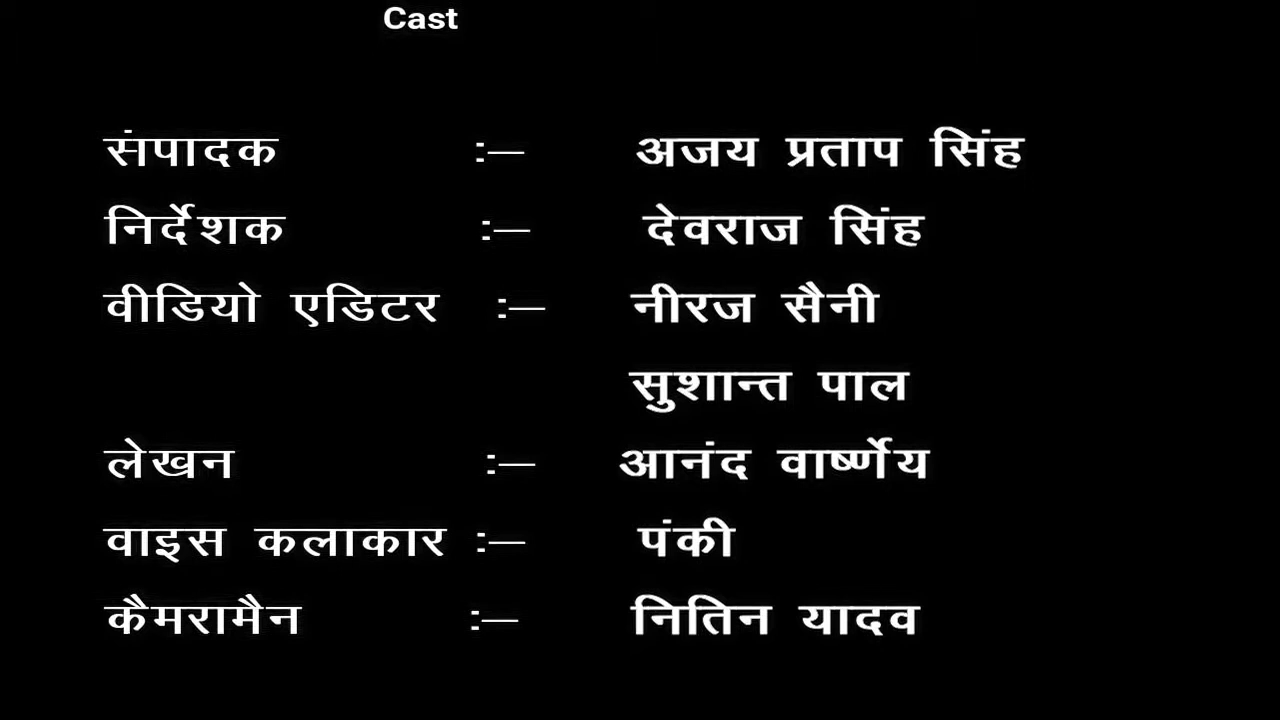 Cast
संपादक :— अजय प्रताप सिंह
निर्देशक :— देवराज सिंह
वीडियो एडिटर :— नीरज सैनी
सुशान्त पाल
लेखन :— आनंद वार्ष्णेय
वाइस कलाकार :— पंकी
कैमरामैन :— नितिन यादव